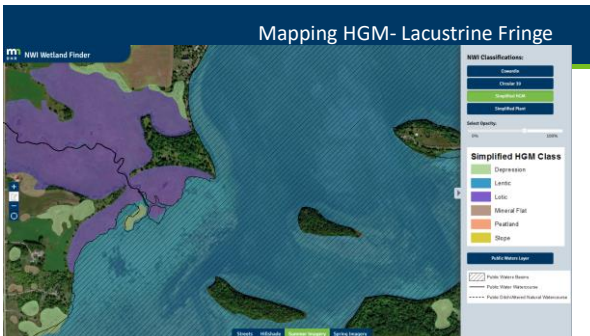 Mapping HGM- Lacustrine Fringe
NWI Wetland Finder
NWI Classifications:
Cowardin
Circular 39
Simplified HGM
Simplified Plant
Select Opacity:
0%
100%
Simplified HGM Class
Depression
Lentic
Lotic
Mineral Flat
Peatland
Slope
Public Waters Layer
Public Waters Basins
Public Water Watercourse
Public Ditch/Altered Natural Watercourse
Streets Hillshade Summer Imagery Spring Imagery